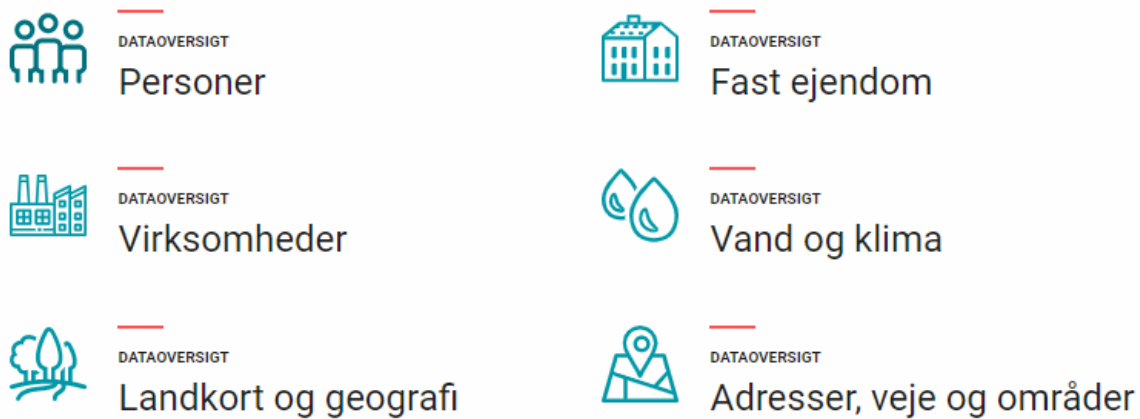 DATAOVERSIGT
Personer
DATAOVERSIGT
Fast ejendom
DATAOVERSIGT
Virksomheder
DATAOVERSIGT
Vand og klima
DATAOVERSIGT
Landkort og geografi
DATAOVERSIGT
Adresser, veje og områder